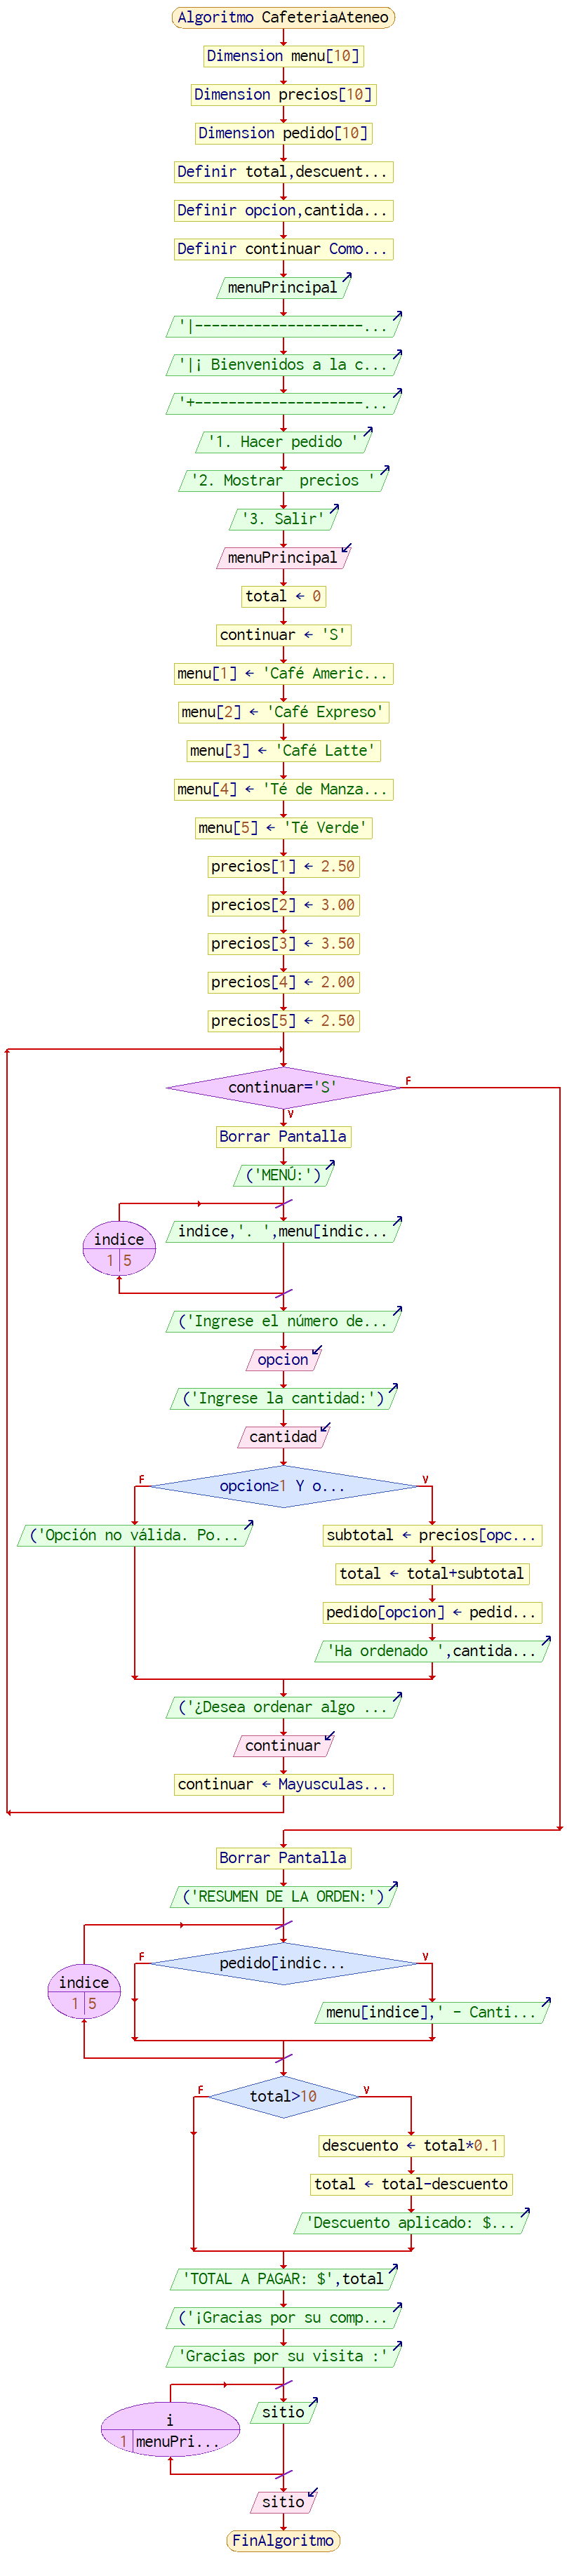 Algoritmo CafeteriaAteneo
Dimension menu[10]
Dimension precios[10]
Dimension pedido[10]
Definir total,descuent...
Definir opcion,cantida...
Definir continuar Como...
menuPrincipal
'|--------------------...
'|¡ Bienvenidos a la c...
'+--------------------...
'1. Hacer pedido '
'2. Mostrar  precios '
'3. Salir'
menuPrincipal
total ← 0
continuar ← 'S'
menu[1] ← 'Café Americ...
menu[2] ← 'Café Expreso'
menu[3] ← 'Café Latte'
menu[4] ← 'Té de Manza...
menu[5] ← 'Té Verde'
precios[1] ← 2.50
precios[2] ← 3.00
precios[3] ← 3.50
precios[4] ← 2.00
precios[5] ← 2.50
continuar='S'
F
V
Borrar Pantalla
('MENÚ:')
indice
1 5
indice,'. ',menu[indic...
('Ingrese el número de...
opcion
('Ingrese la cantidad:')
cantidad
opcion≥1 Y o...
F
V
('Opción no válida. Po...
subtotal ← precios[opc...
total ← total+subtotal
pedido[opcion] ← pedid...
'Ha ordenado ',cantida...
('¿Desea ordenar algo ...
continuar
continuar ← Mayusculas...
Borrar Pantalla
('RESUMEN DE LA ORDEN:')
indice
1 5
pedido[indic...
F
V
menu[indice],' - Canti...
total>10
F
V
descuento ← total*0.1
total ← total-descuento
'Descuento aplicado: $...
'TOTAL A PAGAR: $',total
('¡Gracias por su comp...
'Gracias por su visita :'
i
1 menuPri...
sitio
sitio
FinAlgoritmo